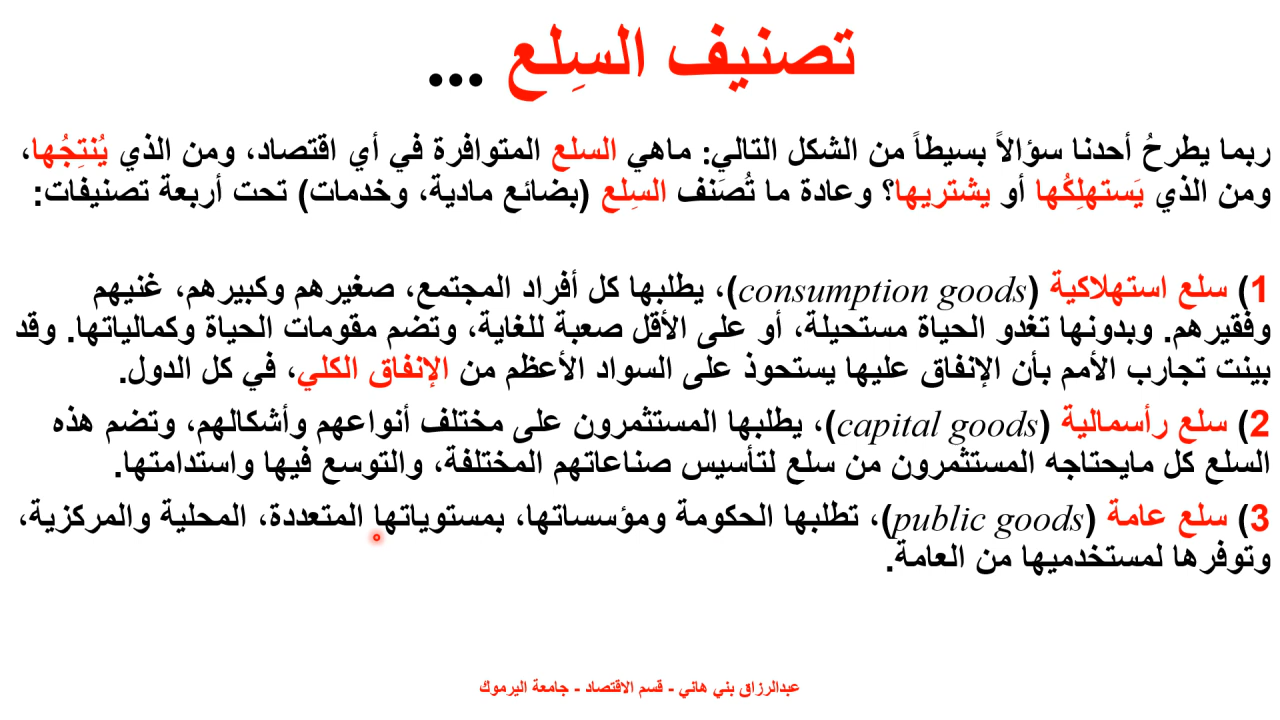 تصنيف السِلع ...
ربما يطرحُ أحدنا سؤالاً بسيطاً من الشكل التالي: ماهي السلع المتوافرة في أي اقتصاد، ومن الذي يُنتِجُها،
ومن الذي يَستهلِكُها أو يشتريها؟ وعادة ما تُصَنف السِلع (بضائع مادية، وخدمات) تحت أربعة تصنيفات:
1) سلع استهلاكية (consumption goods)، يطلبها كل أفراد المجتمع، صغيرهم وكبيرهم، غنيهم
وفقيرهم. وبدونها تغدو الحياة مستحيلة، أو على الأقل صعبة للغاية، وتضم مقومات الحياة وكمالياتها. وقد
بينت تجارب الأمم بأن الإنفاق عليها يستحوذ على السواد الأعظم من الإنفاق الكلي، في كل الدول.
2) سلع رأسمالية (capital goods)، يطلبها المستثمرون على مختلف أنواعهم وأشكالهم، وتضم هذه
السلع كل مايحتاجه المستثمرون من سلع لتأسيس صناعاتهم المختلفة، والتوسع فيها واستدامتها.
3) سلع عامة (public goods)، تطلبها الحكومة ومؤسساتها، بمستوياتها المتعددة، المحلية والمركزية،
وتوفرها لمستخدميها من العامة.
عبدالرزاق بني هاني - قسم الاقتصاد - جامعة اليرموك